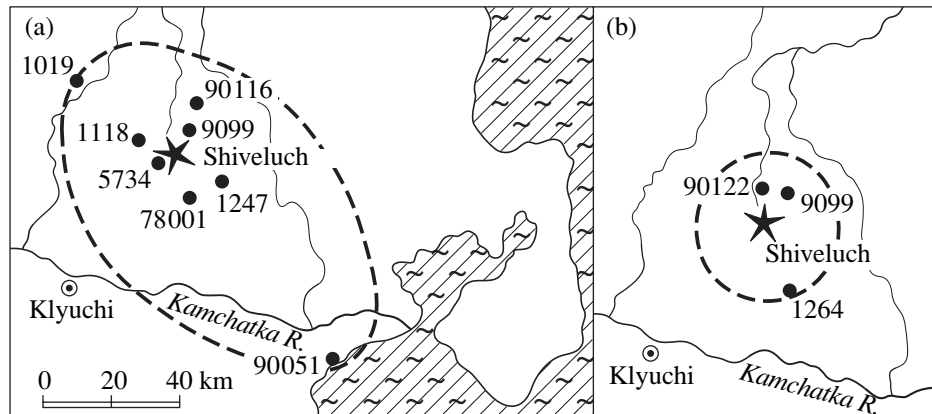 (a)
1019
90116
1118
9099
Shiveluch
5734
1247
78001
Klyuchi
Kamchatka R.
90051
0 20 40 km
(b)
90122
9099
Shiveluch
1264
Klyuchi
Kamchatka R.